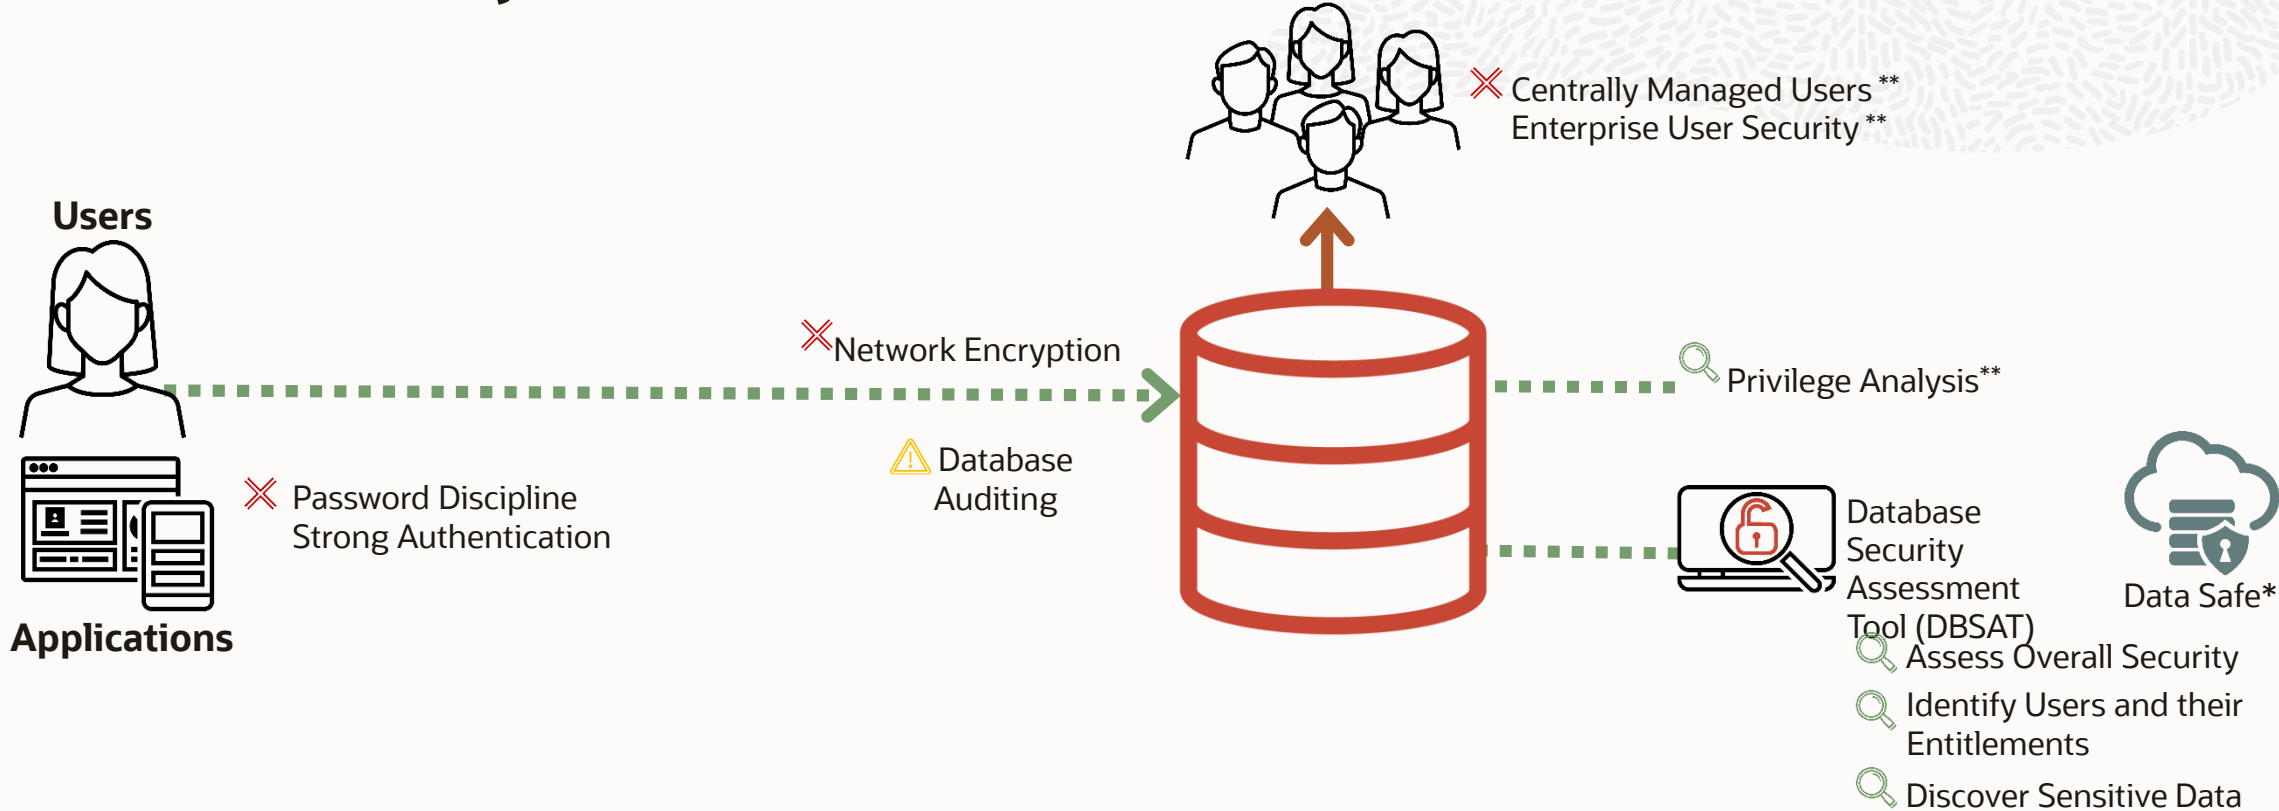 Centrally Managed Users **
Enterprise User Security **
Users
Network Encryption
Privilege Analysis**
Database
Auditing
Password Discipline
Strong Authentication
Applications
Database
Security
Assessment
Tool (DBSAT)
Data Safe*
Assess Overall Security
Identify Users and their
Entitlements
Discover Sensitive Data